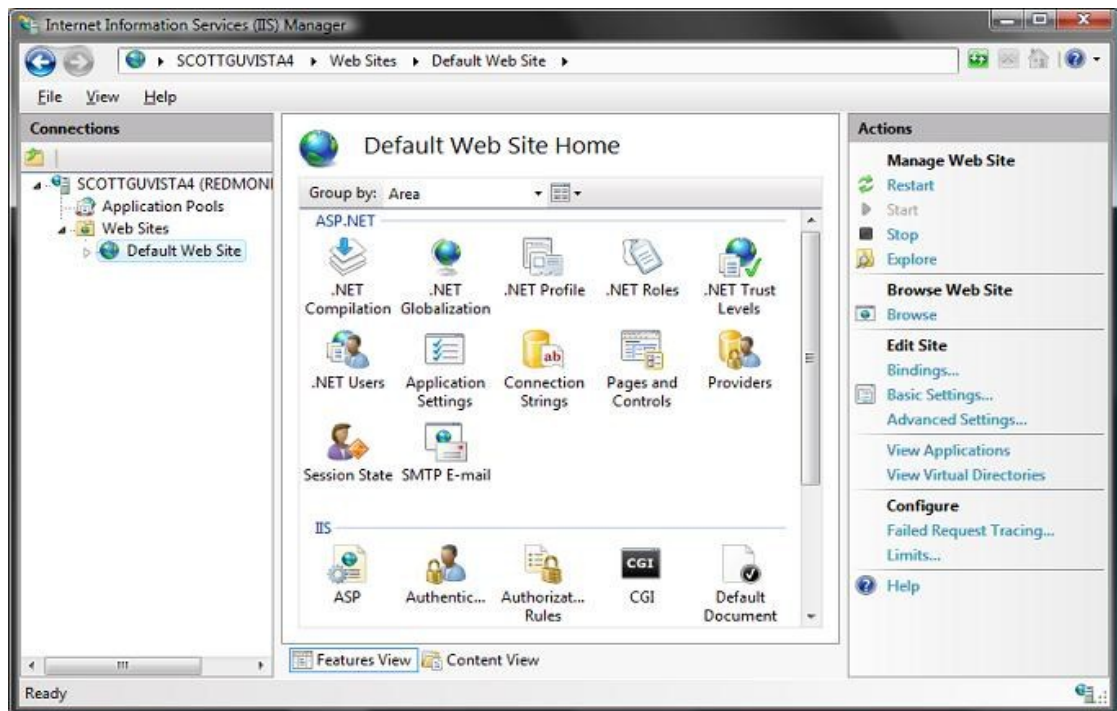 Internet Information Services (IIS) Manager
SCOTTGUVISTA4 Web Sites Default Web Site
File View Help
Connections
SCOTTGUVISTA4 (REDMON
Application Pools
Web Sites
Default Web Site
Default Web Site Home
Group by: Area
ASP.NET
.NET Compilation
.NET Globalization
.NET Profile
.NET Roles
.NET Trust Levels
.NET Users
Application Settings
Connection Strings
ab
Pages and Controls
Providers
Session State
SMTP E-mail
IIS
ASP
Authentic...
Authorizat... Rules
CGI
CGI
Default Document
Features View
Content View
Actions
Manage Web Site
Restart
Start
Stop
Explore
Browse Web Site
Browse
Edit Site
Bindings...
Basic Settings...
Advanced Settings...
View Applications
View Virtual Directories
Configure
Failed Request Tracing...
Limits...
Help
Ready